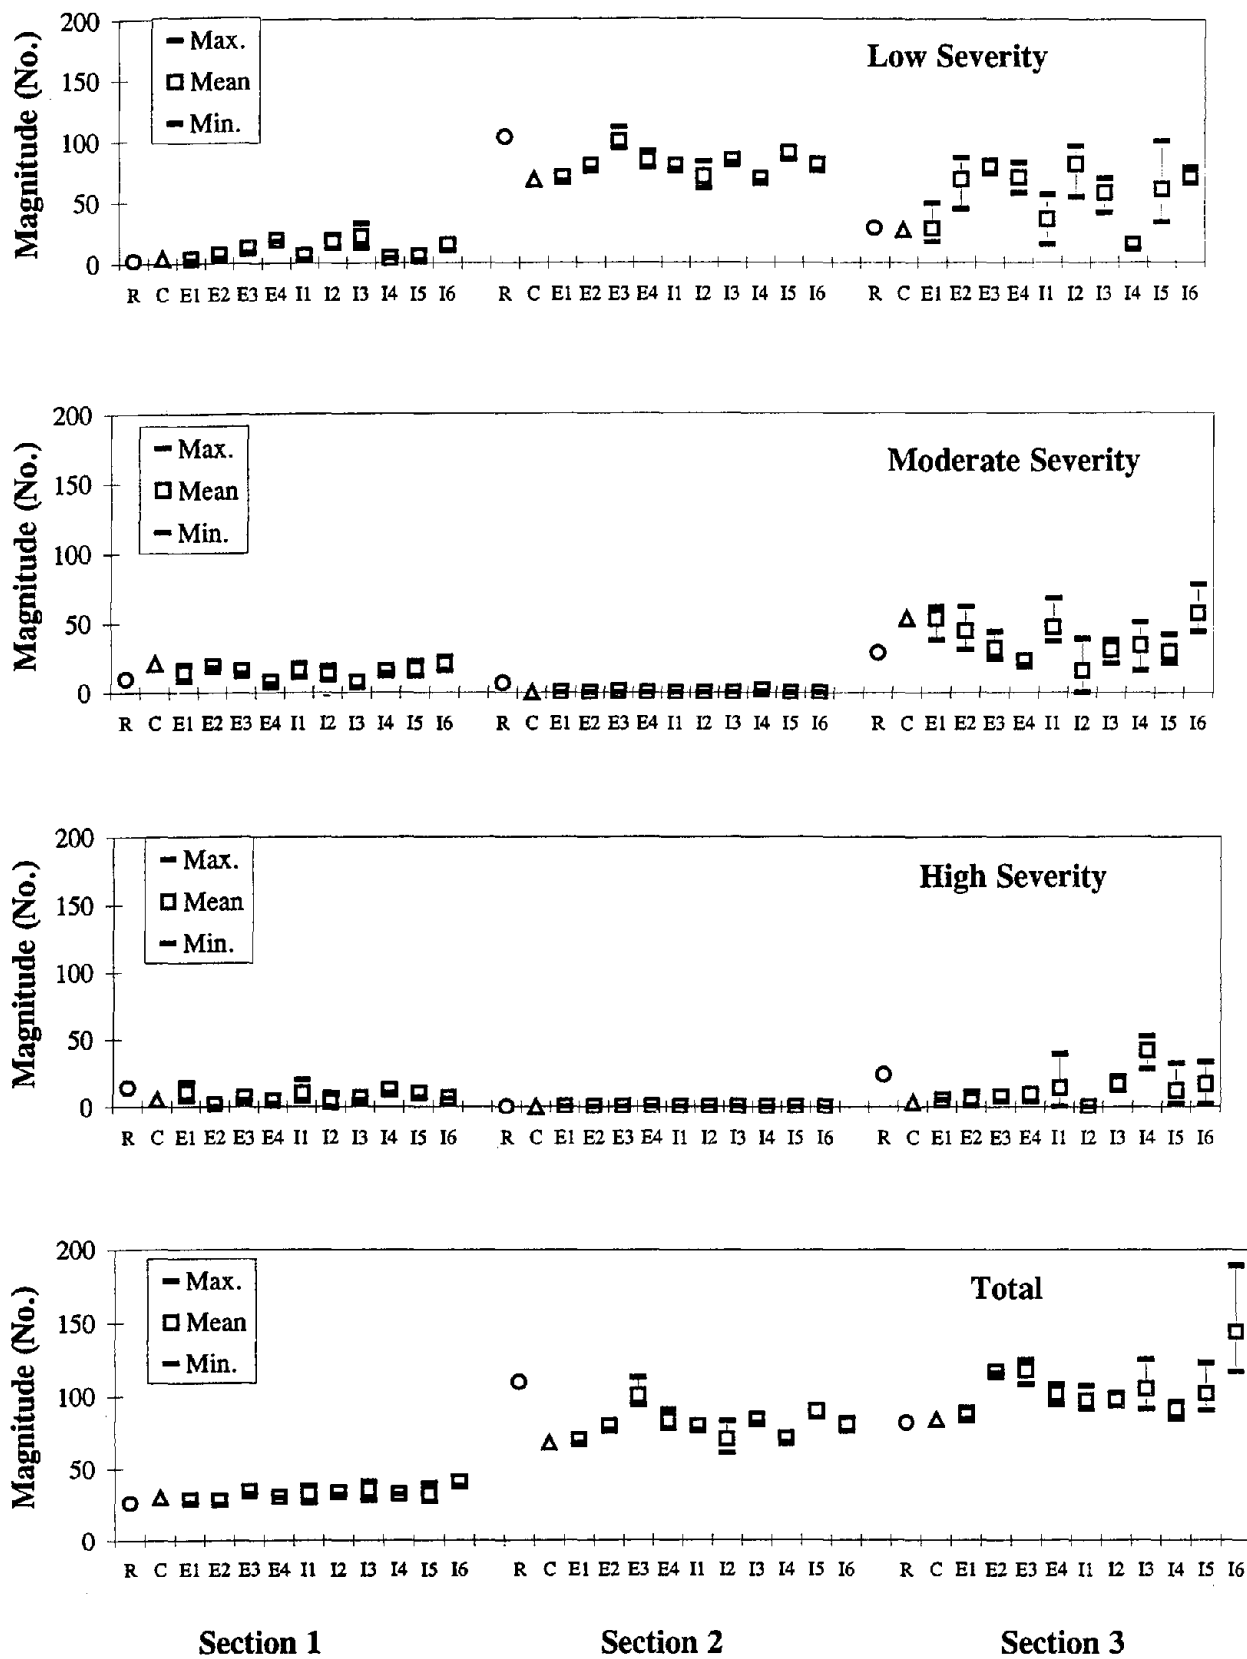 200
150
100
50
0
Magnitude (No.)
Max.
Mean
Min.
Low Severity
R C E1 E2 E3 E4 I1 I2 I3 I4 I5 I6 R C E1 E2 E3 E4 I1 I2 I3 I4 I5 I6 R C E1 E2 E3 E4 I1 I2 I3 I4 I5 I6
200
150
100
50
0
Magnitude (No.)
Max.
Mean
Min.
Moderate Severity
R C E1 E2 E3 E4 I1 I2 I3 I4 I5 I6 R C E1 E2 E3 E4 I1 I2 I3 I4 I5 I6 R C E1 E2 E3 E4 I1 I2 I3 I4 I5 I6
200
150
100
50
0
Magnitude (No.)
Max.
Mean
Min.
High Severity
R C E1 E2 E3 E4 I1 I2 I3 I4 I5 I6 R C E1 E2 E3 E4 I1 I2 I3 I4 I5 I6 R C E1 E2 E3 E4 I1 I2 I3 I4 I5 I6
200
150
100
50
0
Magnitude (No.)
Max.
Mean
Min.
Total
R C E1 E2 E3 E4 I1 I2 I3 I4 I5 I6 R C E1 E2 E3 E4 I1 I2 I3 I4 I5 I6 R C E1 E2 E3 E4 I1 I2 I3 I4 I5 I6
Section 1 Section 2 Section 3